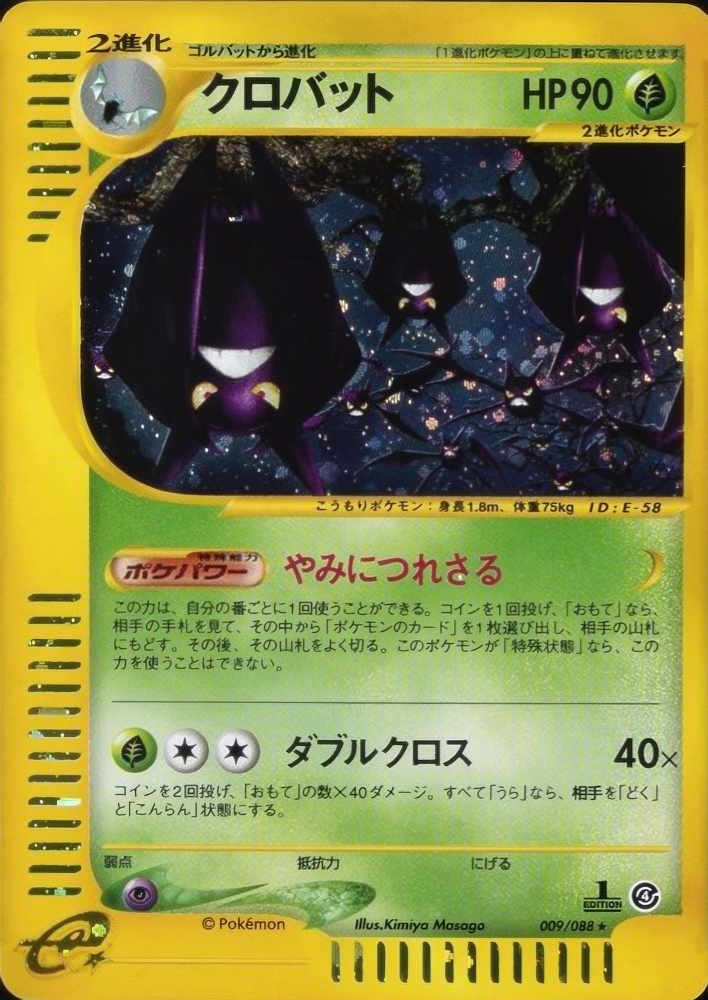 2進化
ゴルバットから進化
「1進化ポケモン」の上に重ねて進化させます
クロバット
HP90
2進化ポケモン
こうもりポケモン：身長1.8m、体重75kg ID:E-58
特殊能力
ポケパワー
やみにつれさる
この力は、自分の番ごとに1回使うことができる。コインを1回投げ、「おもて」なら、
相手の手札を見て、その中から「ポケモンのカード」を1枚選び出し、相手の山札
にもどす。その後、その山札をよく切る。このポケモンが「特殊状態」なら、この
力を使うことはできない。
ダブルクロス
40×
コインを2回投げ、「おもて」の数×40ダメージ。すべて「うら」なら、相手を「どく」
と「こんらん」状態にする。
弱点
抵抗力
にげる
1
EDITION
4
e
© Pokémon
Illus.Kimiya Masago
009/088★